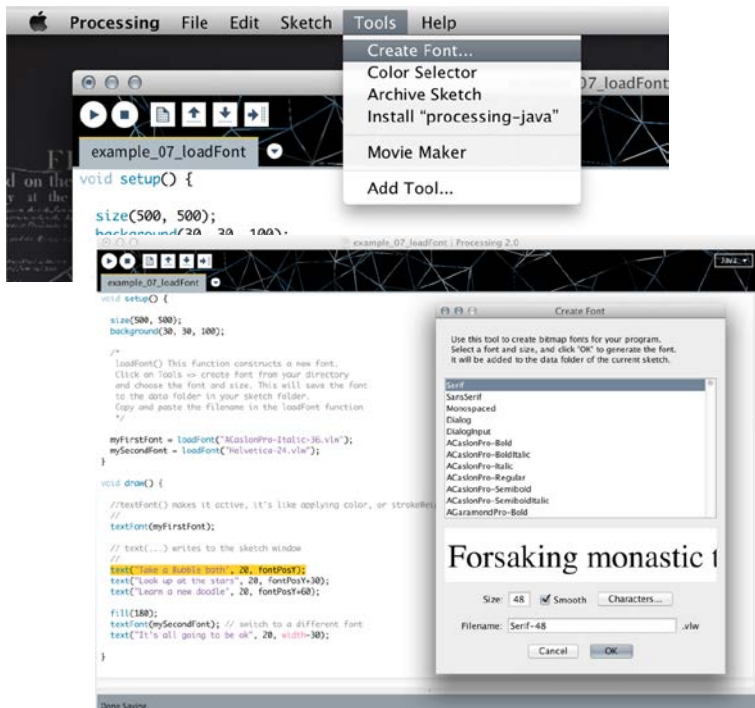 Processing File Edit Sketch Tools Help
Create Font...
Color Selector
Archive Sketch
Install “processing-java”
Movie Maker
Add Tool...
07_loadFont
example_07_loadFont
void setup() {
size(500, 500);
background(30, 30, 100);
example_07_loadFont | Processing 2.0
Java
example_07_loadFont
void setup() {
size(500, 500);
background(30, 30, 100);
/*
loadFont() This function constructs a new font.
Click on Tools => create font from your directory
and choose the font and size. This will save the font
to the data folder in your sketch folder.
Copy and paste the filename in the loadFont function
*/
myFirstFont = loadFont("ACaslonPro-Italic-36.vlw");
mySecondFont = loadFont("Helvetica-24.vlw");
}
void draw() {
//textFont() makes it active, it's like applying color, or strokeWei
//
textFont(myFirstFont);
// text(...) writes to the sketch window
//
text("Take a Bubble bath", 20, fontPosY);
text("Look up at the stars", 20, fontPosY+30);
text("Learn a new doodle", 20, fontPosY+60);
fill(180);
textFont(mySecondFont); // switch to a different font
text("It's all going to be ok", 20, width-30);
}
Done Saving.
Create Font
Use this tool to create bitmap fonts for your program.
Select a font and size, and click 'OK' to generate the font.
It will be added to the data folder of the current sketch.
Serif
SansSerif
Monospaced
Dialog
DialogInput
ACaslonPro-Bold
ACaslonPro-BoldItalic
ACaslonPro-Italic
ACaslonPro-Regular
ACaslonPro-Semibold
ACaslonPro-SemiboldItalic
AGaramondPro-Bold
Forsaking monastic t
Size: 48 Smooth Characters...
Filename: Serif-48 .vlw
Cancel OK